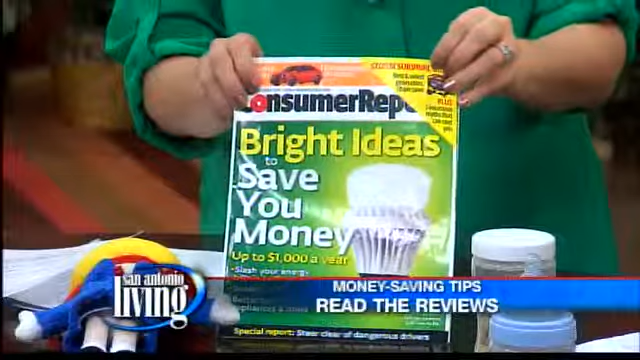 ConsumerRepo
Bright Ideas
to
Save
You
Money
Up to $1,000 a year
Slash your energy
Special report: Steer clear of dangerous drivers
san antonio
living
MONEY-SAVING TIPS
READ THE REVIEWS